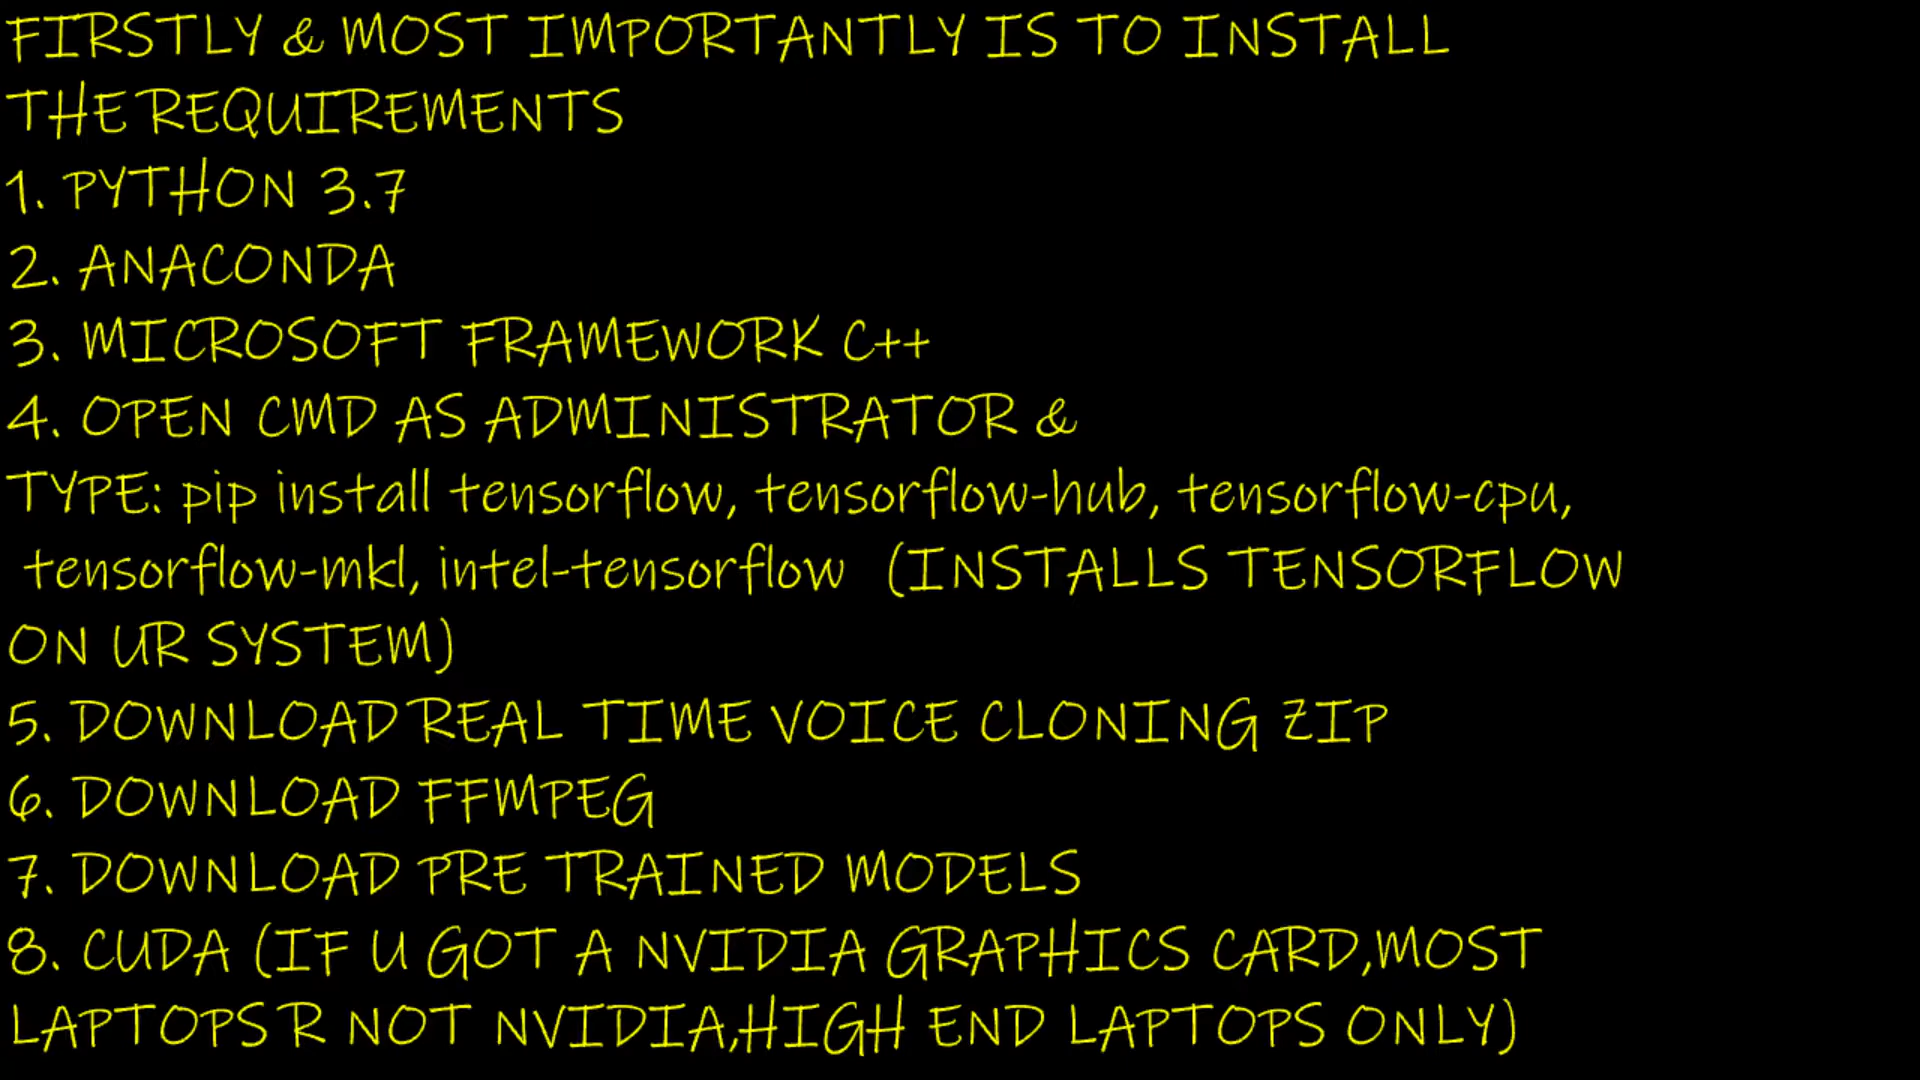 FIRSTLY & MOST IMPORTANTLY IS TO INSTALL
THE REQUIREMENTS
1. PYTHON 3.7
2. ANACONDA
3. MICROSOFT FRAMEWORK C++
4. OPEN CMD AS ADMINISTRATOR &
TYPE: pip install tensorflow, tensorflow-hub, tensorflow-cpu,
tensorflow-mkl, intel-tensorflow (INSTALLS TENSORFLOW
ON UR SYSTEM)
5. DOWNLOAD REAL TIME VOICE CLONING ZIP
6. DOWNLOAD FFMPEG
7. DOWNLOAD PRE TRAINED MODELS
8. CUDA (IF U GOT A NVIDIA GRAPHICS CARD,MOST
LAPTOPS R NOT NVIDIA,HIGH END LAPTOPS ONLY)